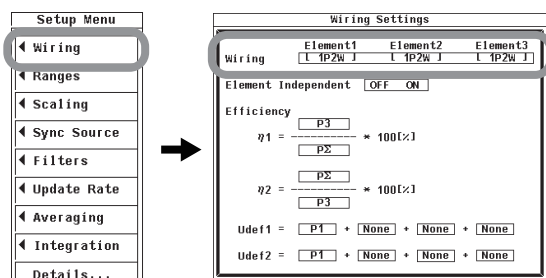 Setup Menu
Wiring
Ranges
Scaling
Sync Source
Filters
Update Rate
Averaging
Integration
Details...
Wiring Settings
Element1 Element2 Element3
Wiring [ 1P2W ] [ 1P2W ] [ 1P2W ]
Element Independent OFF ON
Efficiency
P3
η1 = --------- * 100[%]
PΣ
PΣ
η2 = --------- * 100[%]
P3
Udef1 = P1 + None + None + None
Udef2 = P1 + None + None + None